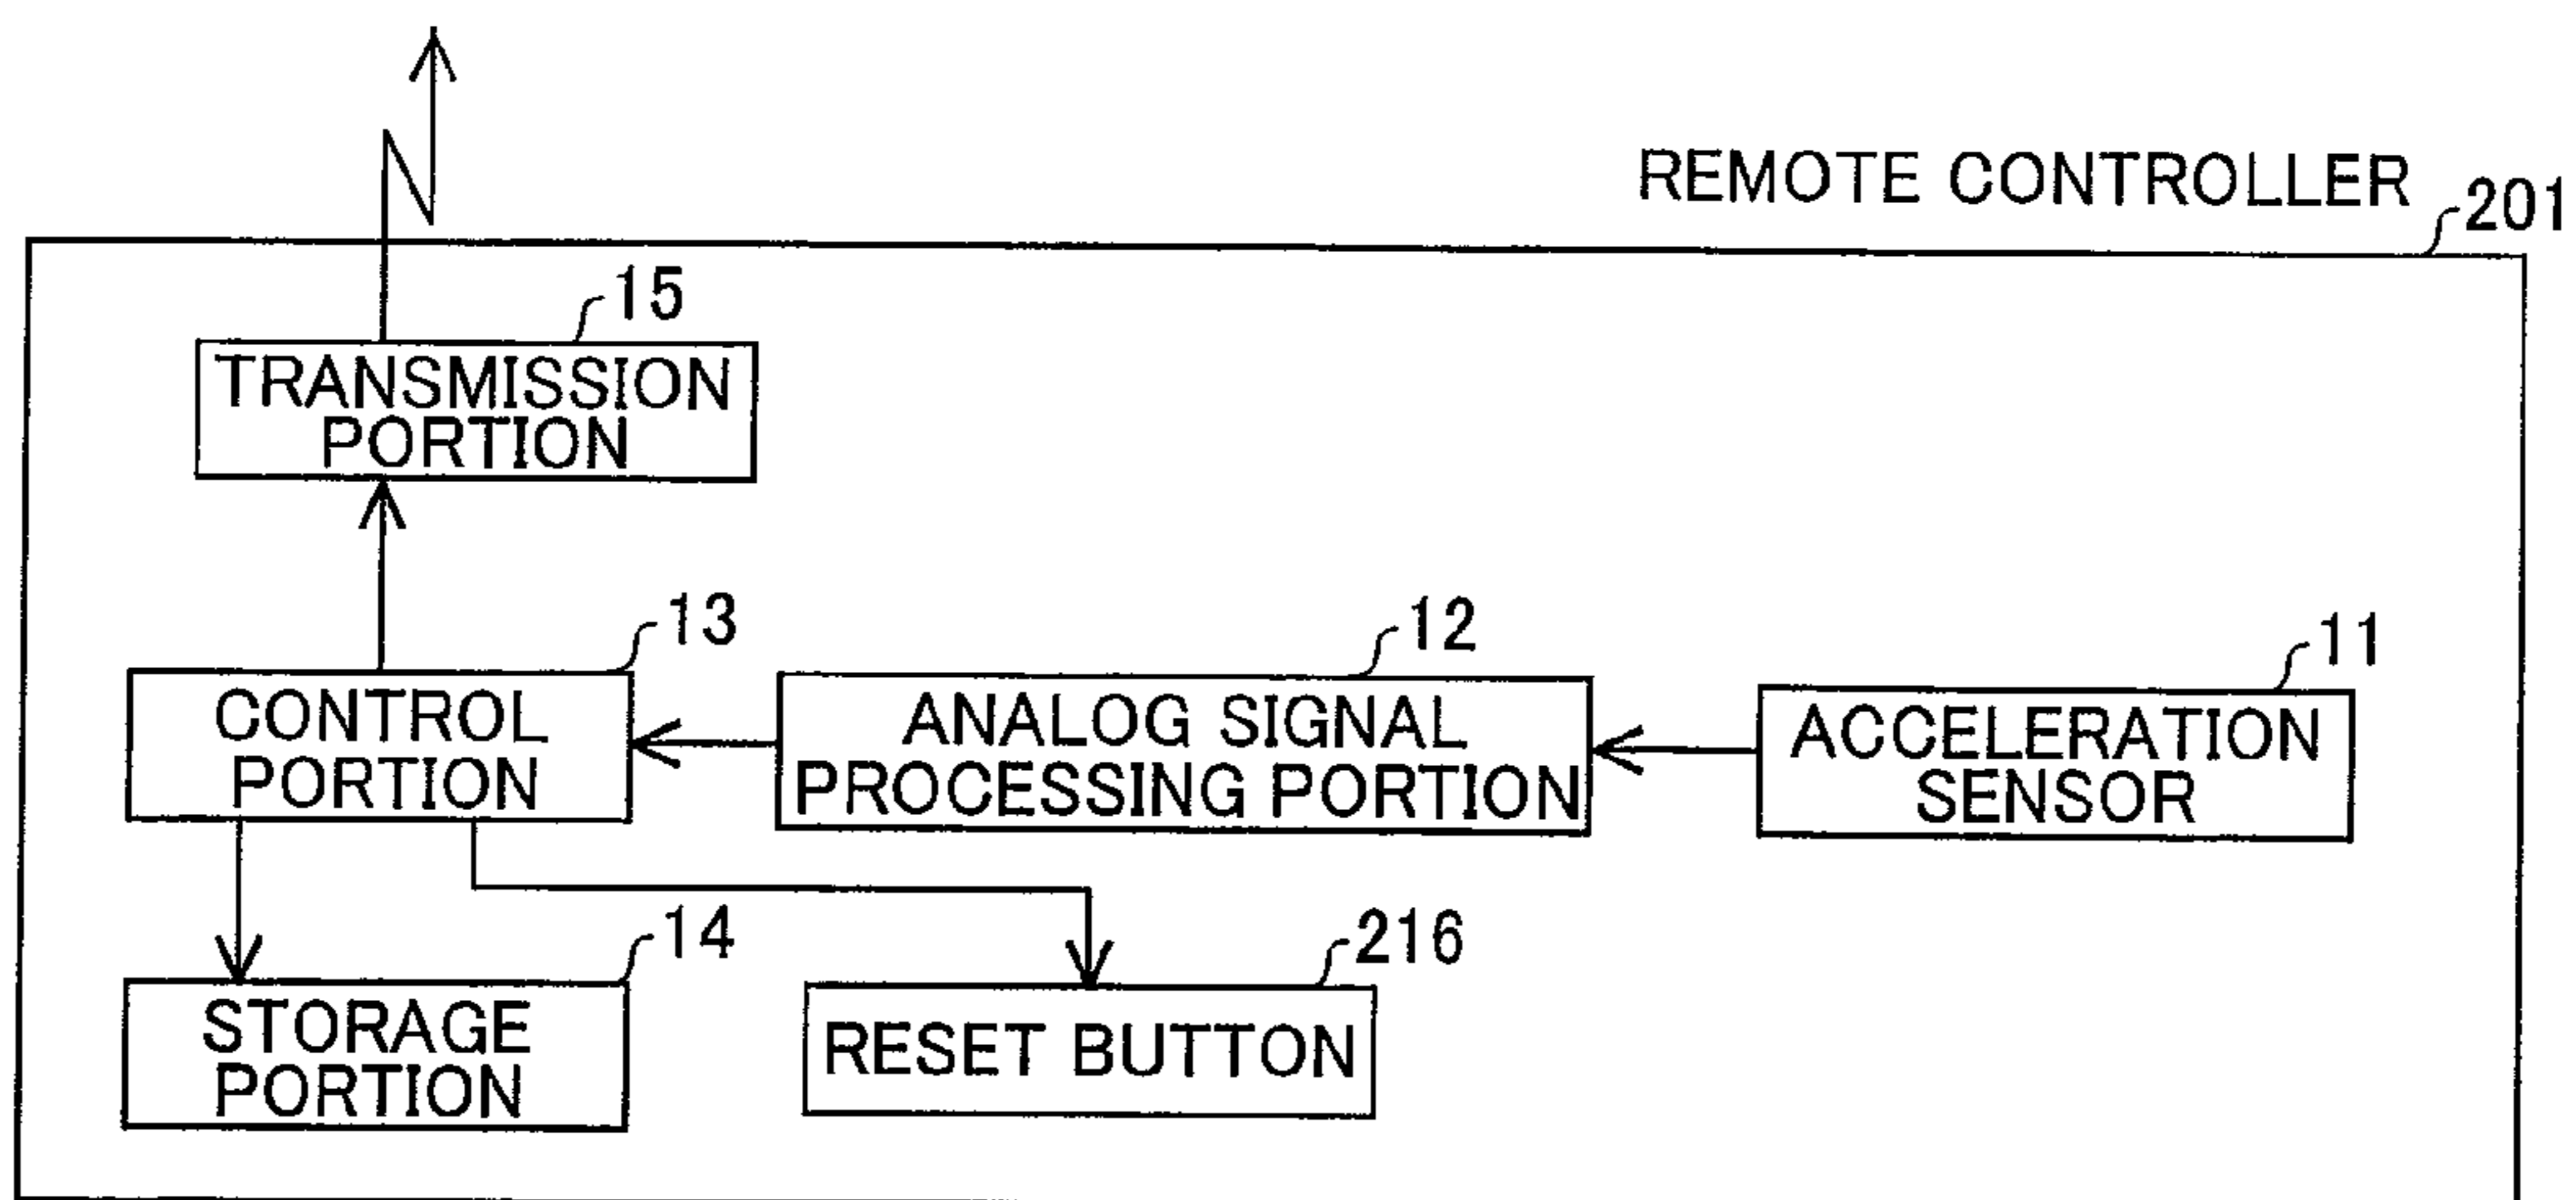 REMOTE CONTROLLER
201
15
TRANSMISSION
PORTION
13
CONTROL
PORTION
12
ANALOG SIGNAL
PROCESSING PORTION
11
ACCELERATION
SENSOR
14
STORAGE
PORTION
216
RESET BUTTON